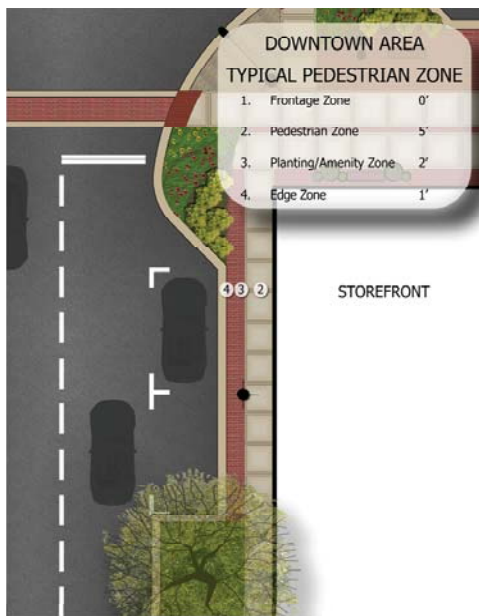 DOWNTOWN AREA
TYPICAL PEDESTRIAN ZONE
1. Frontage Zone 0'
2. Pedestrian Zone 5'
3. Planting/Amenity Zone 2'
4. Edge Zone 1'
4 3 2
STOREFRONT